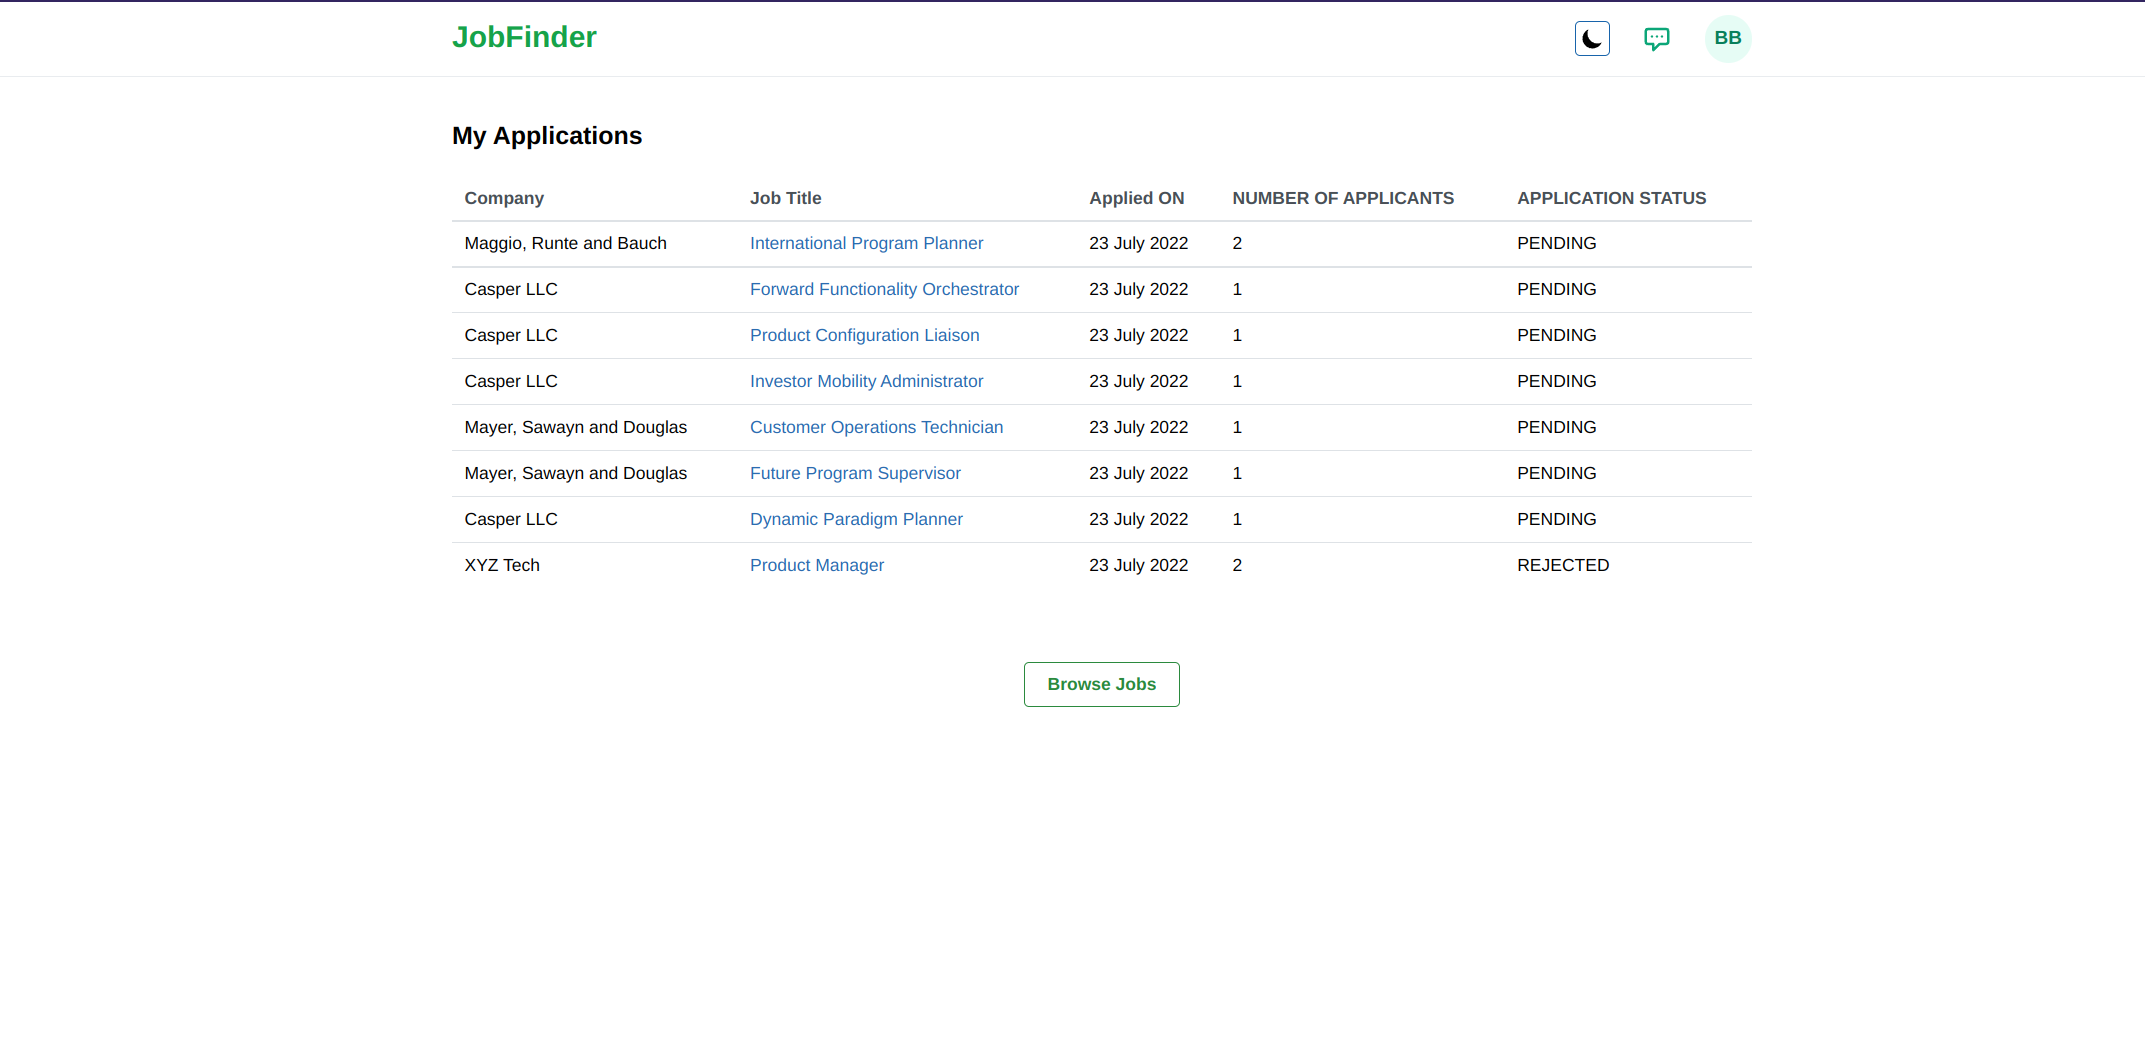 JobFinder BB
My Applications
Company Job Title Applied ON NUMBER OF APPLICANTS APPLICATION STATUS
Maggio, Runte and Bauch International Program Planner 23 July 2022 2 PENDING
Casper LLC Forward Functionality Orchestrator 23 July 2022 1 PENDING
Casper LLC Product Configuration Liaison 23 July 2022 1 PENDING
Casper LLC Investor Mobility Administrator 23 July 2022 1 PENDING
Mayer, Sawayn and Douglas Customer Operations Technician 23 July 2022 1 PENDING
Mayer, Sawayn and Douglas Future Program Supervisor 23 July 2022 1 PENDING
Casper LLC Dynamic Paradigm Planner 23 July 2022 1 PENDING
XYZ Tech Product Manager 23 July 2022 2 REJECTED
Browse Jobs